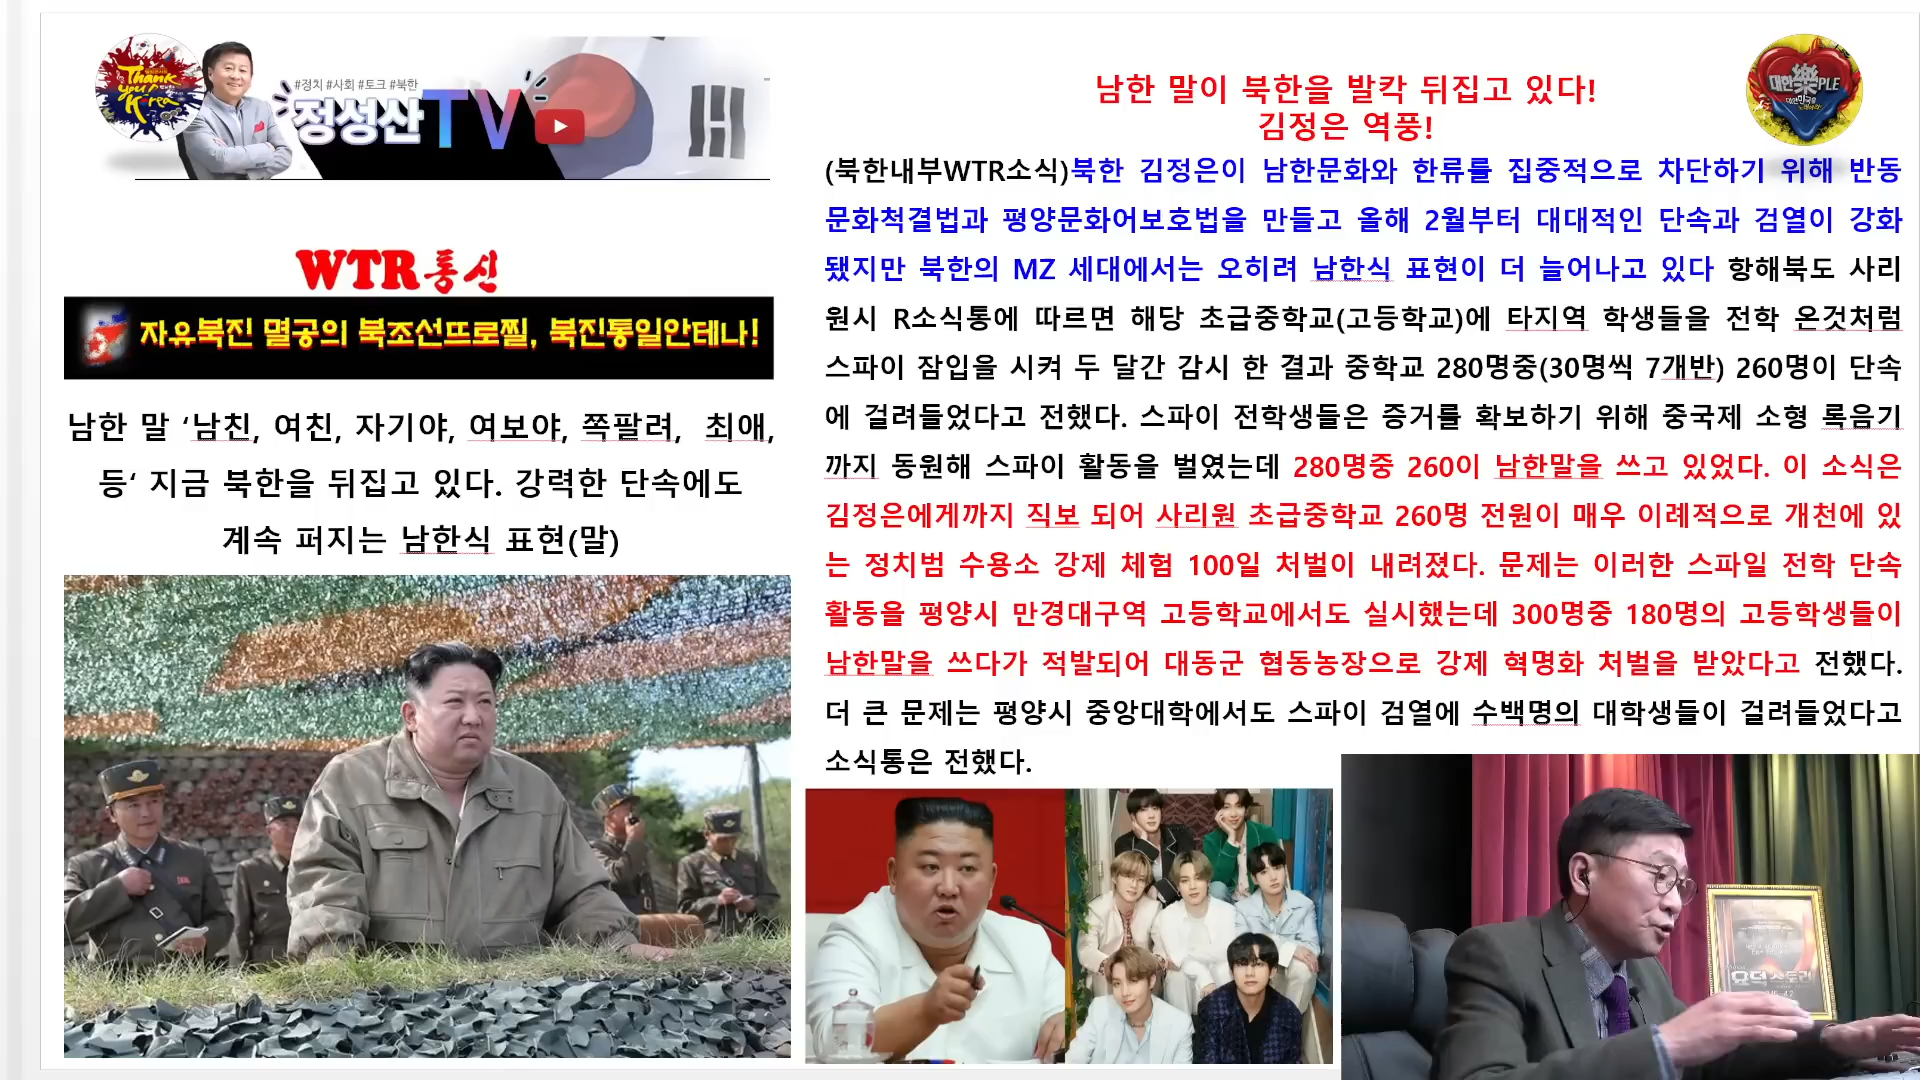 Thank you! Korea
#정치 #사회 #토크 #북한
정성산TV
WTR통신
자유북진 멸공의 북조선뜨로찔, 북진통일안테나!
남한 말 ‘남친, 여친, 자기야, 여보야, 쪽팔려, 최애,
등‘ 지금 북한을 뒤집고 있다. 강력한 단속에도
계속 퍼지는 남한식 표현(말)
남한 말이 북한을 발칵 뒤집고 있다!
김정은 역풍!
대한樂PLE
(북한내부WTR소식)북한 김정은이 남한문화와 한류를 집중적으로 차단하기 위해 반동
문화척결법과 평양문화어보호법을 만들고 올해 2월부터 대대적인 단속과 검열이 강화
됐지만 북한의 MZ 세대에서는 오히려 남한식 표현이 더 늘어나고 있다 항해북도 사리
원시 R소식통에 따르면 해당 초급중학교(고등학교)에 타지역 학생들을 전학 온것처럼
스파이 잠입을 시켜 두 달간 감시 한 결과 중학교 280명중(30명씩 7개반) 260명이 단속
에 걸려들었다고 전했다. 스파이 전학생들은 증거를 확보하기 위해 중국제 소형 록음기
까지 동원해 스파이 활동을 벌였는데 280명중 260이 남한말을 쓰고 있었다. 이 소식은
김정은에게까지 직보 되어 사리원 초급중학교 260명 전원이 매우 이례적으로 개천에 있
는 정치범 수용소 강제 체험 100일 처벌이 내려졌다. 문제는 이러한 스파일 전학 단속
활동을 평양시 만경대구역 고등학교에서도 실시했는데 300명중 180명의 고등학생들이
남한말을 쓰다가 적발되어 대동군 협동농장으로 강제 혁명화 처벌을 받았다고 전했다.
더 큰 문제는 평양시 중앙대학에서도 스파이 검열에 수백명의 대학생들이 걸려들었다고
소식통은 전했다.
요덕스토리